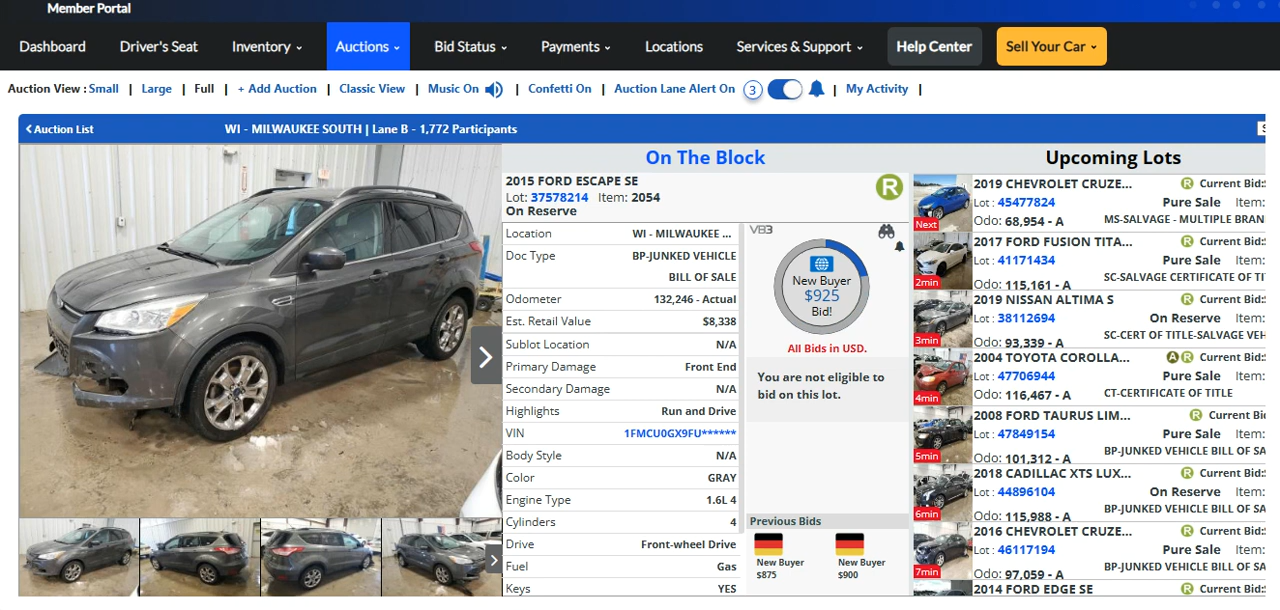 Member Portal
Dashboard Driver's Seat Inventory Auctions Bid Status Payments Locations Services & Support Help Center Sell Your Car
Auction View : Small | Large | Full | + Add Auction | Classic View | Music On | Confetti On | Auction Lane Alert On 3 | My Activity |
Auction List WI - MILWAUKEE SOUTH | Lane B - 1,772 Participants
On The Block
2015 FORD ESCAPE SE
Lot: 37578214 Item: 2054
On Reserve
R
Location WI - MILWAUKEE ...
Doc Type BP-JUNKED VEHICLE
BILL OF SALE
Odometer 132,246 - Actual
Est. Retail Value $8,338
Sublot Location N/A
Primary Damage Front End
Secondary Damage N/A
Highlights Run and Drive
VIN 1FMCU0GX9FU******
Body Style N/A
Color GRAY
Engine Type 1.6L 4
Cylinders 4
Drive Front-wheel Drive
Fuel Gas
Keys YES
VB3
New Buyer
$925
Bid!
All Bids in USD.
You are not eligible to
bid on this lot.
Previous Bids
New Buyer
$875
New Buyer
$900
Upcoming Lots
2019 CHEVROLET CRUZE... R Current Bid:
Lot : 45477824 Pure Sale Item:
Next Odo: 68,954 - A MS-SALVAGE - MULTIPLE BRAN
2017 FORD FUSION TITA... R Current Bid:
Lot : 41171434 Pure Sale Item:
2min Odo: 115,161 - A SC-SALVAGE CERTIFICATE OF TI
2019 NISSAN ALTIMA S R Current Bid:
Lot : 38112694 On Reserve Item:
3min Odo: 93,339 - A SC-CERT OF TITLE-SALVAGE VEH
2004 TOYOTA COROLLA... A R Current Bid:
Lot : 47706944 Pure Sale Item:
4min Odo: 116,467 - A CT-CERTIFICATE OF TITLE
2008 FORD TAURUS LIM... R Current Bi
Lot : 47849154 Pure Sale Item:
5min Odo: 101,312 - A BP-JUNKED VEHICLE BILL OF SA
2018 CADILLAC XTS LUX... R Current Bid:
Lot : 44896104 On Reserve Item:
6min Odo: 115,988 - A BP-JUNKED VEHICLE BILL OF SA
2016 CHEVROLET CRUZE... R Current Bid:
Lot : 46117194 Pure Sale Item:
7min Odo: 97,059 - A BP-JUNKED VEHICLE BILL OF SA
2014 FORD EDGE SE R Current Bid: